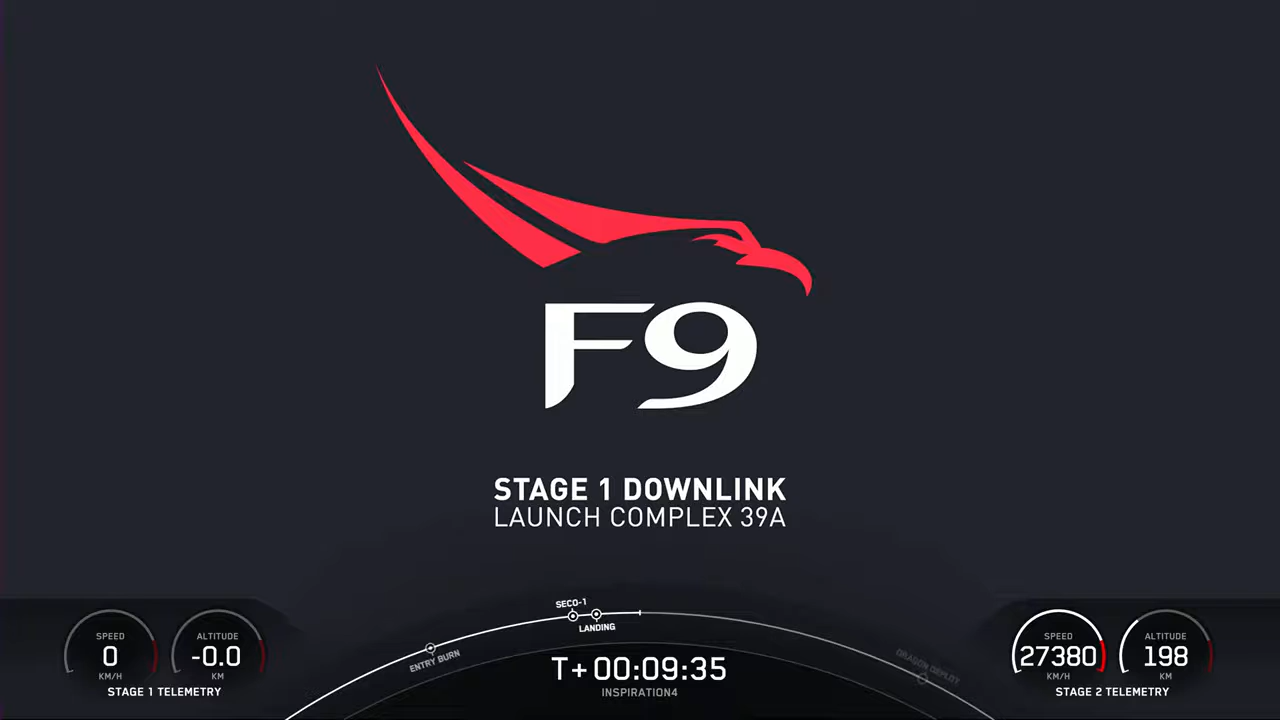 F9
STAGE 1 DOWNLINK
LAUNCH COMPLEX 39A
SPEED
0
KM/H
ALTITUDE
-0.0
KM
STAGE 1 TELEMETRY
ENTRY BURN
SECO-1
LANDING
T+00:09:35
INSPIRATION4
DRAGON DEPLOY
SPEED
27380
KM/H
ALTITUDE
198
KM
STAGE 2 TELEMETRY